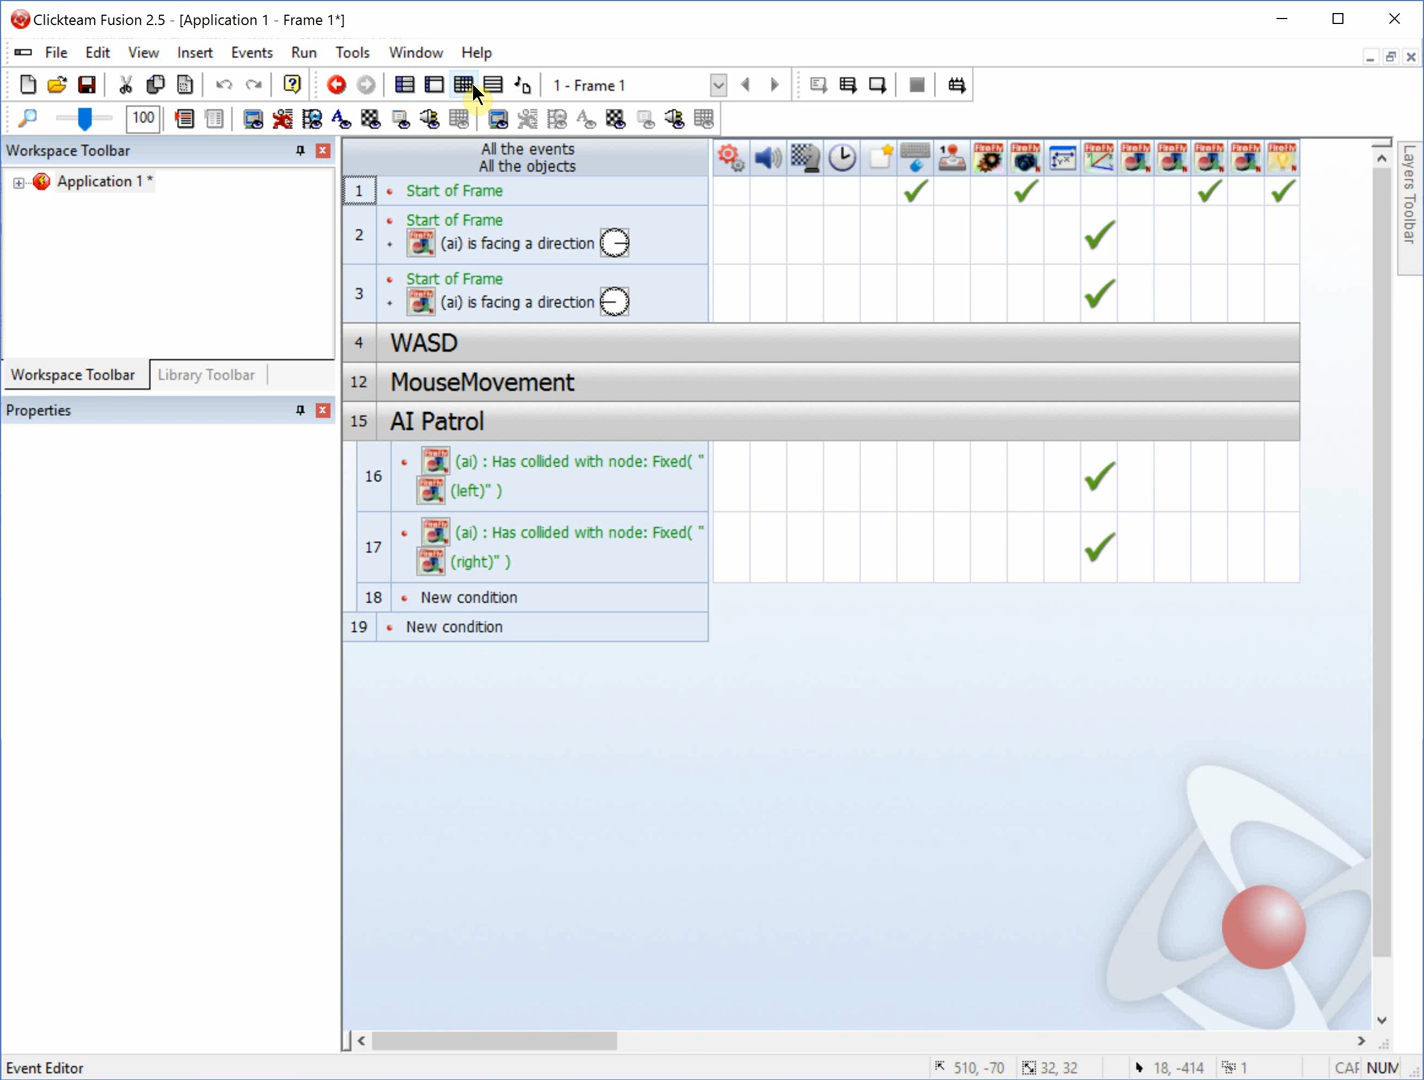 Clickteam Fusion 2.5 - [Application 1 - Frame 1*]
File Edit View Insert Events Run Tools Window Help
1 - Frame 1
100
Workspace Toolbar
Application 1 *
Workspace Toolbar Library Toolbar
Properties
All the events
All the objects
1 Start of Frame
2 Start of Frame
(ai) is facing a direction
3 Start of Frame
(ai) is facing a direction
4 WASD
12 MouseMovement
15 AI Patrol
16 (ai) : Has collided with node: Fixed( "
(left)" )
17 (ai) : Has collided with node: Fixed( "
(right)" )
18 New condition
19 New condition
Layers Toolbar
Event Editor 510, -70 32, 32 18, -414 1 CAF NUM